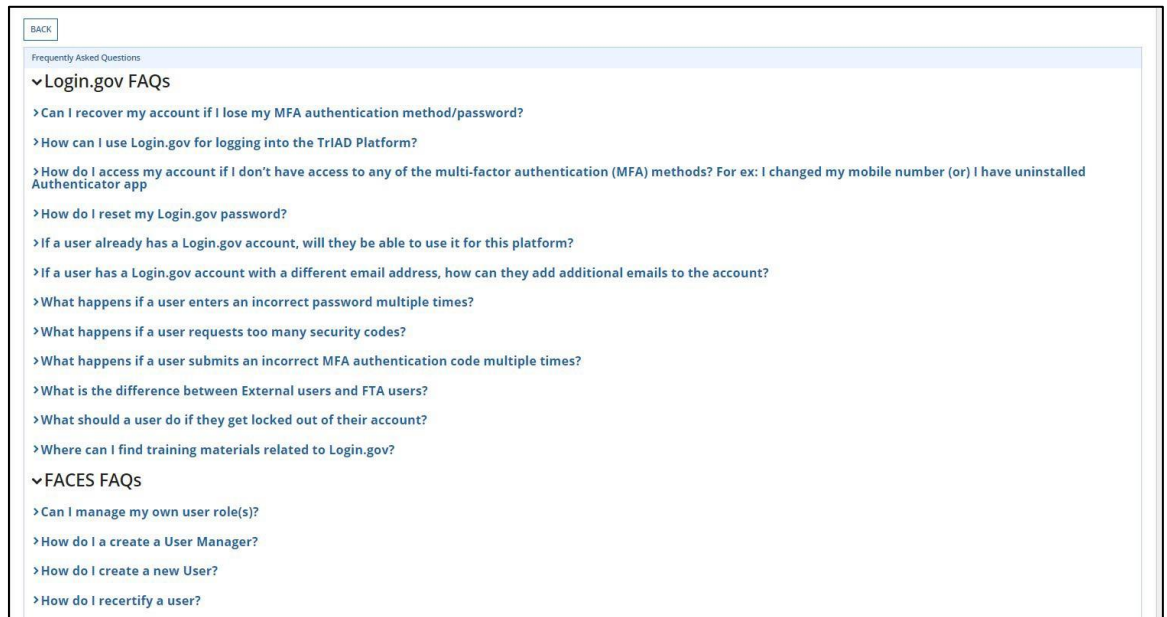 BACK
Frequently Asked Questions
Login.gov FAQs
Can I recover my account if I lose my MFA authentication method/password?
How can I use Login.gov for logging into the TrIAD Platform?
How do I access my account if I don’t have access to any of the multi-factor authentication (MFA) methods? For ex: I changed my mobile number (or) I have uninstalled
Authenticator app
How do I reset my Login.gov password?
If a user already has a Login.gov account, will they be able to use it for this platform?
If a user has a Login.gov account with a different email address, how can they add additional emails to the account?
What happens if a user enters an incorrect password multiple times?
What happens if a user requests too many security codes?
What happens if a user submits an incorrect MFA authentication code multiple times?
What is the difference between External users and FTA users?
What should a user do if they get locked out of their account?
Where can I find training materials related to Login.gov?
FACES FAQs
Can I manage my own user role(s)?
How do I a create a User Manager?
How do I create a new User?
How do I recertify a user?